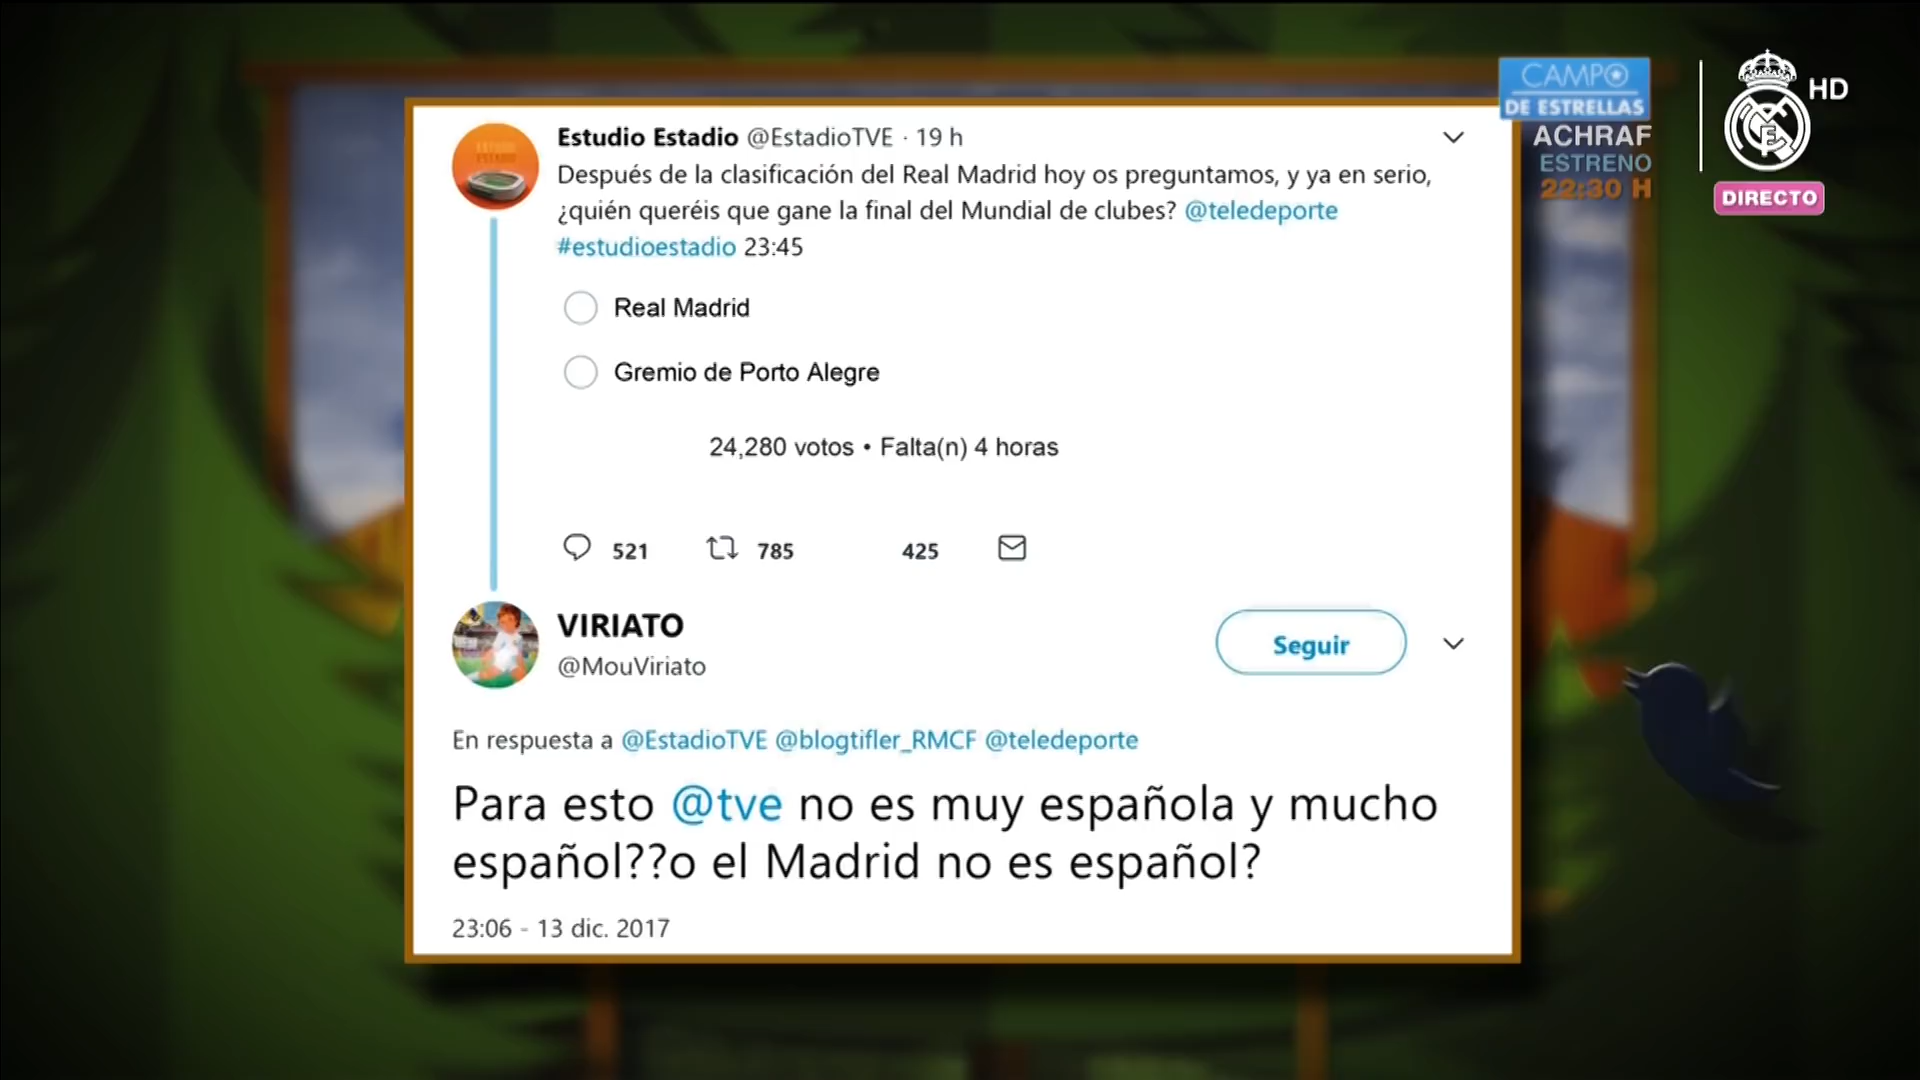 Estudio Estadio @EstadioTVE · 19 h
Después de la clasificación del Real Madrid hoy os preguntamos, y ya en serio,
¿quién queréis que gane la final del Mundial de clubes? @teledeporte
#estudioestadio 23:45
Real Madrid
Gremio de Porto Alegre
24,280 votos • Falta(n) 4 horas
521 785 425
VIRIATO
@MouViriato
Seguir
En respuesta a @EstadioTVE @blogtifler_RMCF @teledeporte
Para esto @tve no es muy española y mucho
español??o el Madrid no es español?
23:06 - 13 dic. 2017
CAMPO
DE ESTRELLAS
ACHRAF
ESTRENO
22:30 H
HD
DIRECTO